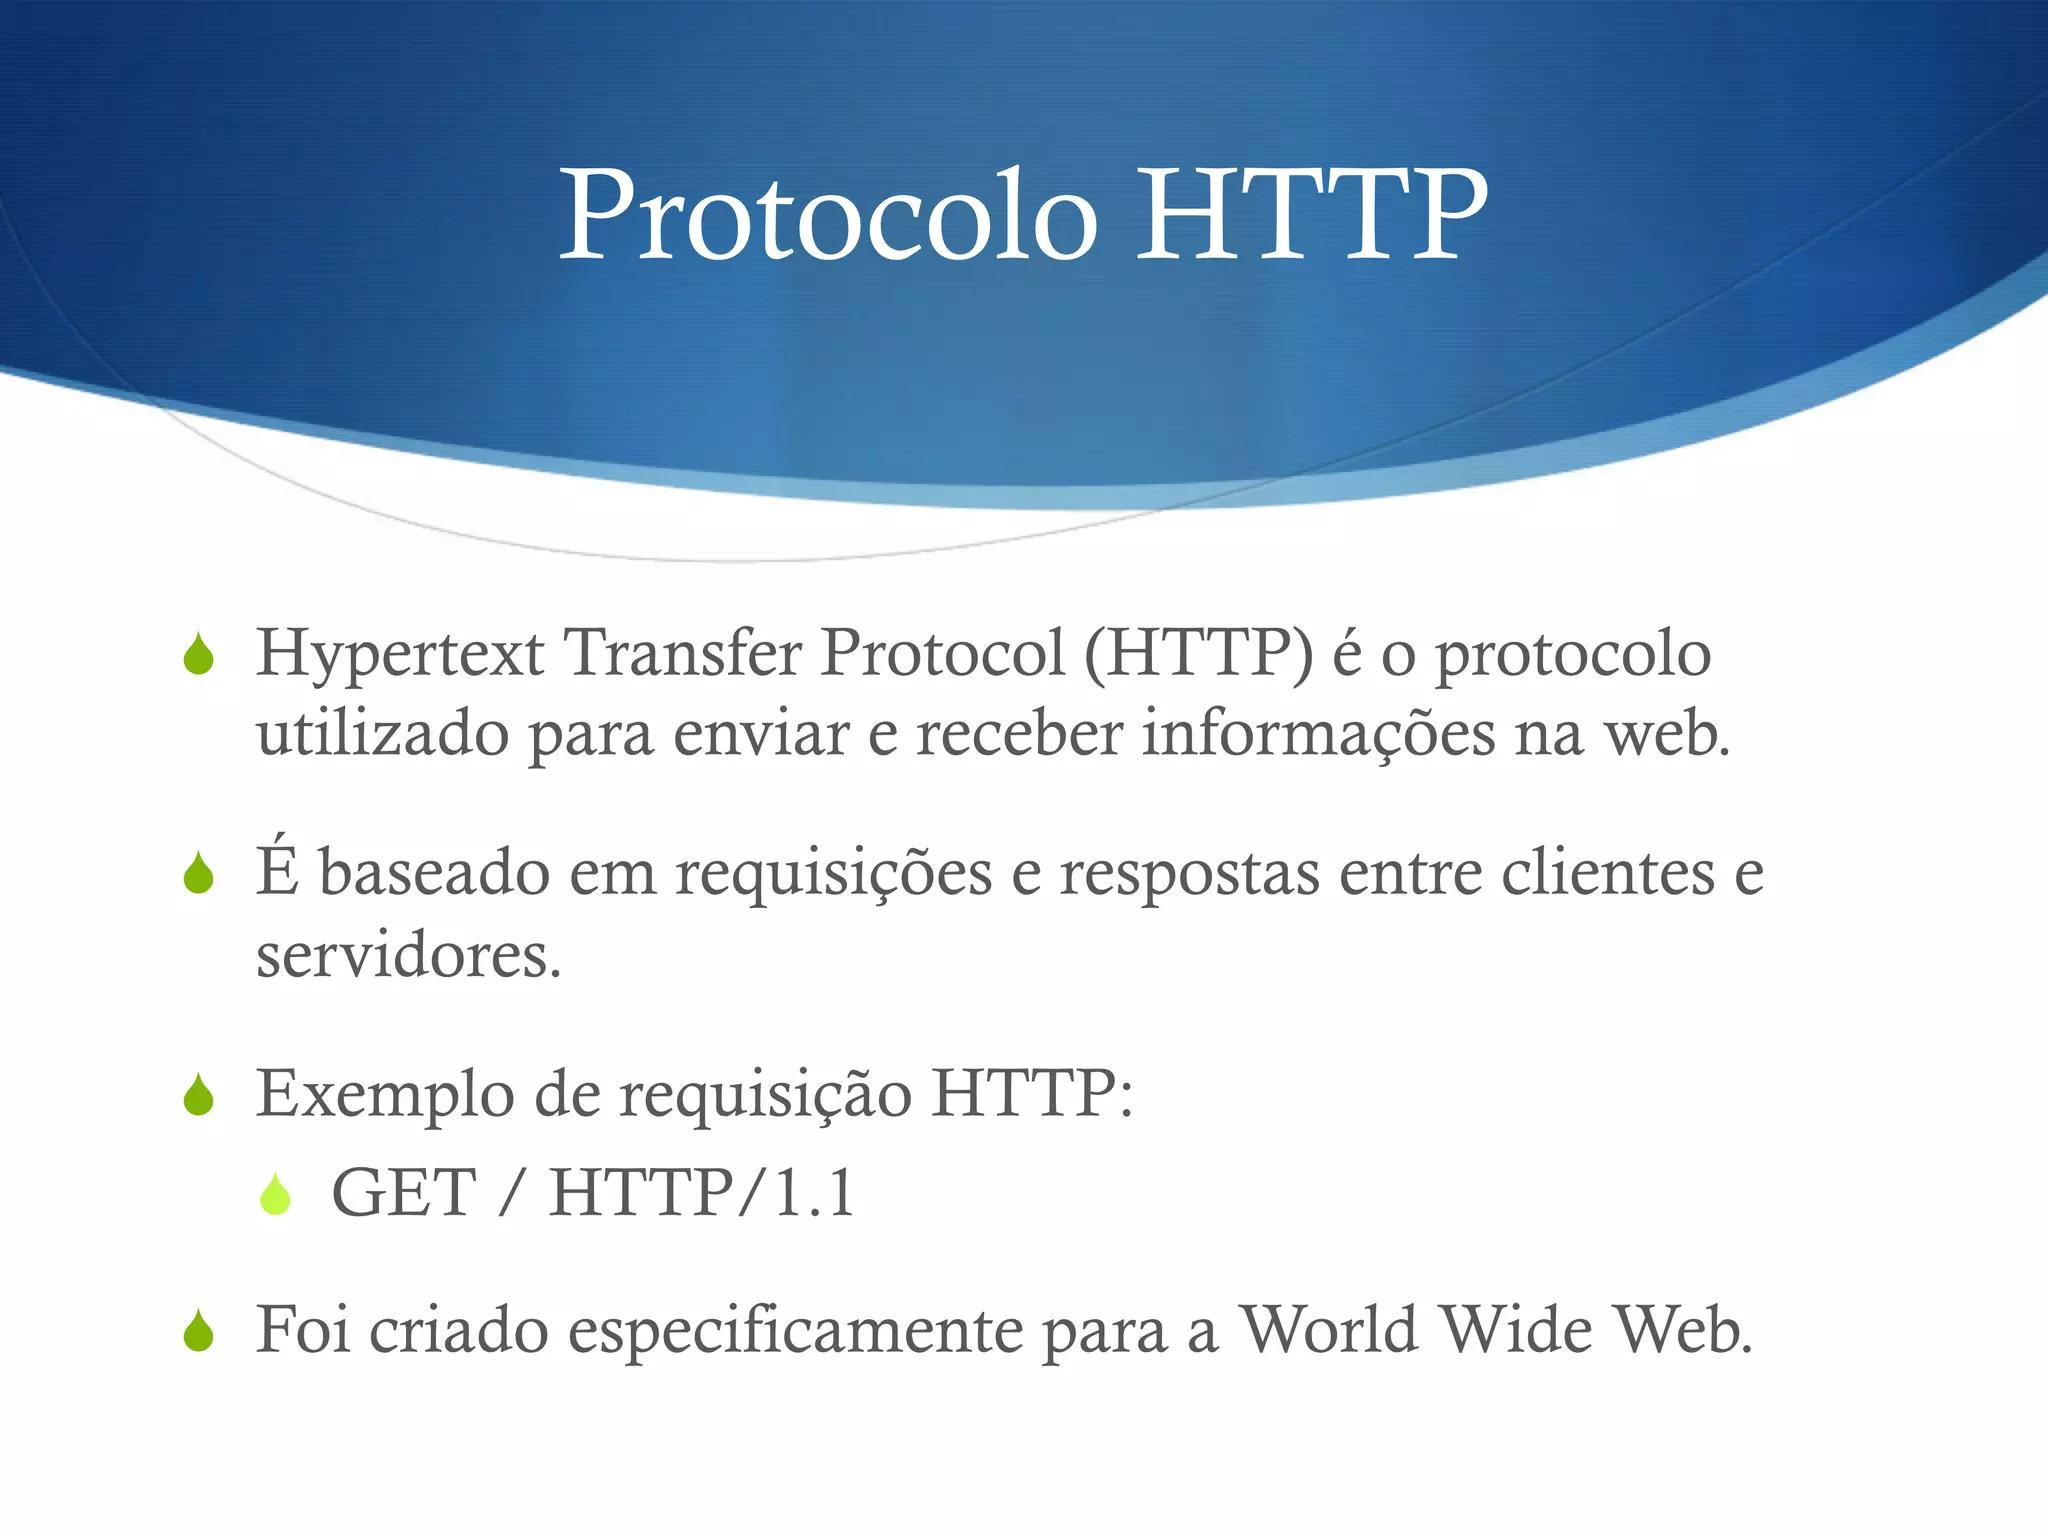 Protocolo HTTP
Hypertext Transfer Protocol (HTTP) é o protocolo
utilizado para enviar e receber informações na web.
É baseado em requisições e respostas entre clientes e
servidores.
Exemplo de requisição HTTP:
GET / HTTP/1.1
Foi criado especificamente para a World Wide Web.